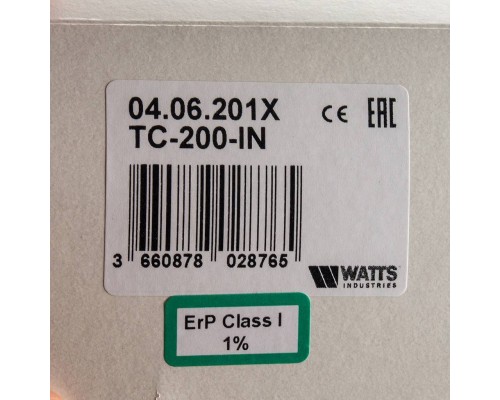 04.06.201X
TC-200-IN
CE EAC
3 660878 028765
WATTS
INDUSTRIES
ErP Class I
1%